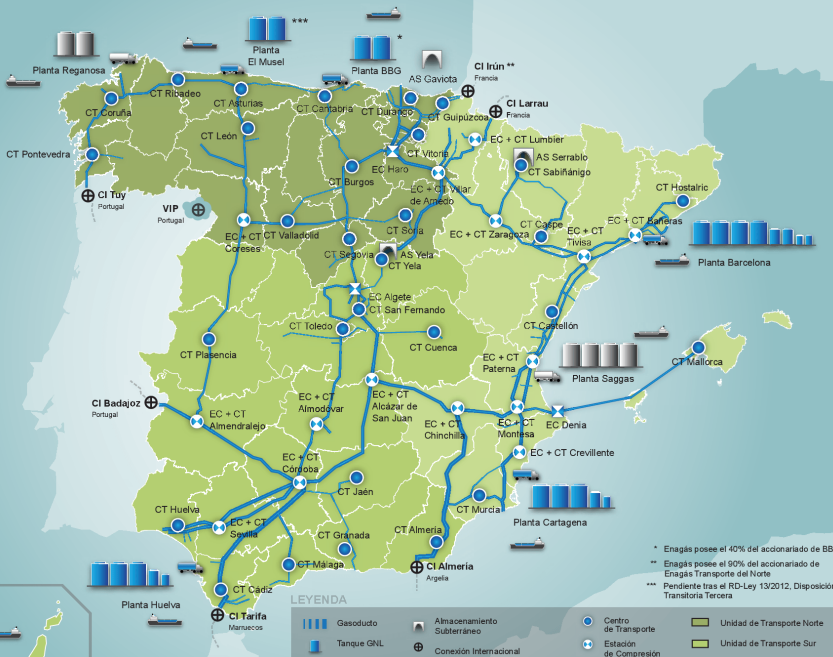 ***
Planta
El Musel
*
Planta BBG
Planta Reganosa
AS Gaviota
CI Irún **
Francia
CI Larrau
Francia
CT Ribadeo
CT Asturias
CT Cantabria
CT Durango
CT Guipúzcoa
CT Coruña
CT León
CT Vitoria
EC + CT Lumbier
AS Serrablo
CT Sabiñánigo
CT Pontevedra
EC Haro
CT Burgos
EC + CT Villar
de Arnedo
CT Hostalric
CI Tuy
Portugal
VIP
Portugal
EC + CT
Coreses
CT Valladolid
CT Soria
EC + CT Zaragoza
CT Caspe
EC + CT
Tivisa
EC + CT Bañeras
CT Segovia
AS Yela
CT Yela
Planta Barcelona
EC Algete
CT San Fernando
CT Toledo
CT Cuenca
CT Castellón
CT Plasencia
EC + CT
Paterna
Planta Saggas
CT Mallorca
CI Badajoz
Portugal
EC + CT
Almendralejo
EC + CT
Almodóvar
EC + CT
Alcázar de
San Juan
EC + CT
Chinchilla
EC + CT
Montesa
EC Denia
EC + CT
Córdoba
EC + CT Crevillente
CT Jaén
CT Huelva
EC + CT
Sevilla
CT Murcia
Planta Cartagena
CT Granada
CT Almería
CT Málaga
CI Almería
Argelia
CT Cádiz
Planta Huelva
CI Tarifa
Marruecos
* Enagás posee el 40% del accionariado de BB
** Enagás posee el 90% del accionariado de
Enagás Transporte del Norte
*** Pendiente tras el RD-Ley 13/2012, Disposició
Transitoria Tercera
LEYENDA
Gasoducto
Tanque GNL
Almacenamiento
Subterráneo
Conexión Internacional
Centro
de Transporte
Estación
de Compresión
Unidad de Transporte Norte
Unidad de Transporte Sur